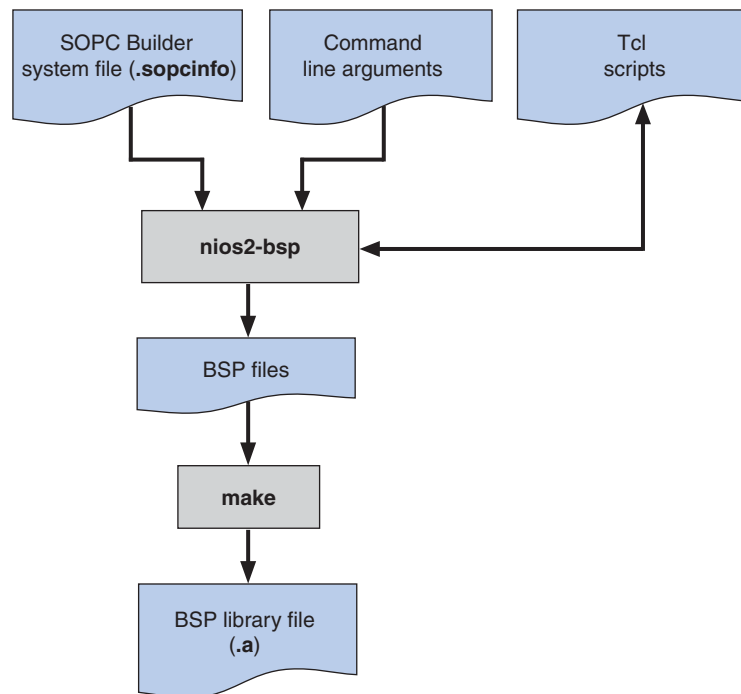 SOPC Builder
system file (.sopcinfo)
Command
line arguments
Tcl
scripts
nios2-bsp
BSP files
make
BSP library file
(.a)